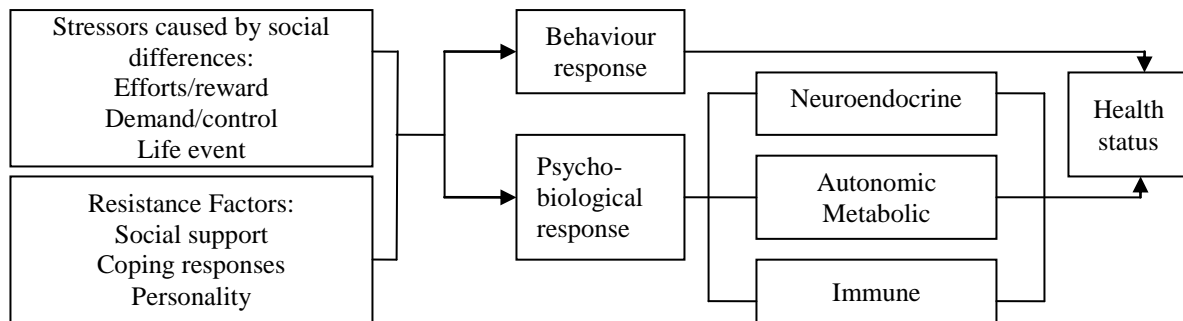 Stressors caused by social
differences:
Efforts/reward
Demand/control
Life event
Resistance Factors:
Social support
Coping responses
Personality
Behaviour
response
Psycho-
biological
response
Neuroendocrine
Autonomic
Metabolic
Immune
Health
status